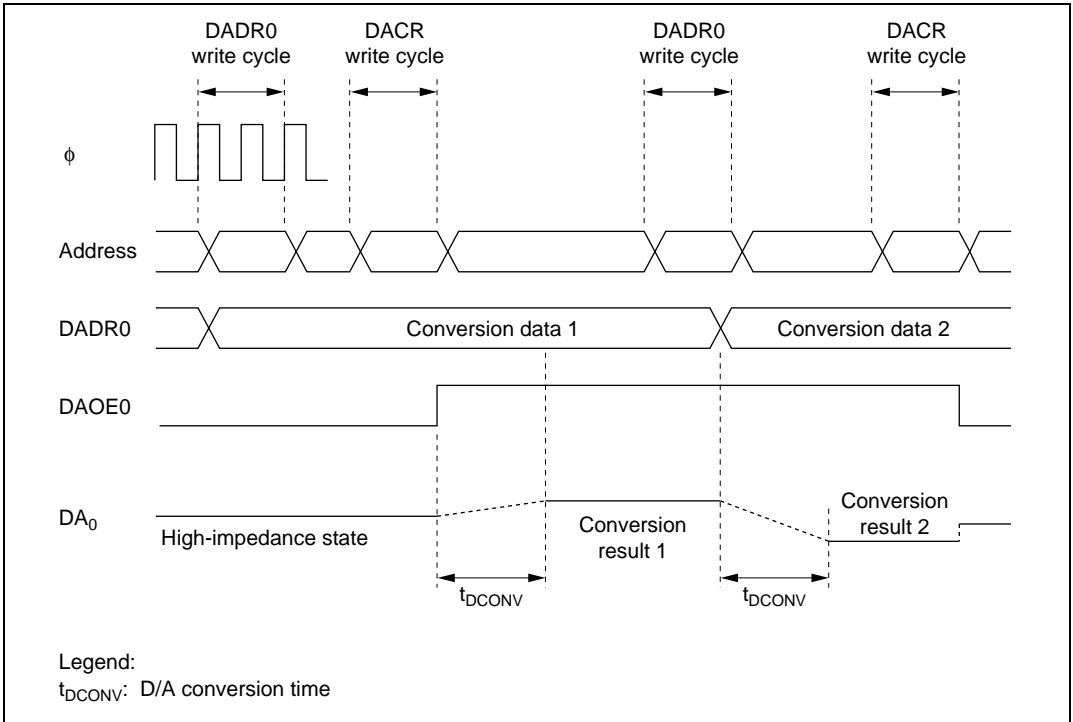 DADR0
write cycle
DACR
write cycle
DADR0
write cycle
DACR
write cycle
ϕ
Address
DADR0
Conversion data 1
Conversion data 2
DAOE0
DA0
High-impedance state
Conversion
result 1
Conversion
result 2
tDCONV
tDCONV
Legend:
tDCONV: D/A conversion time